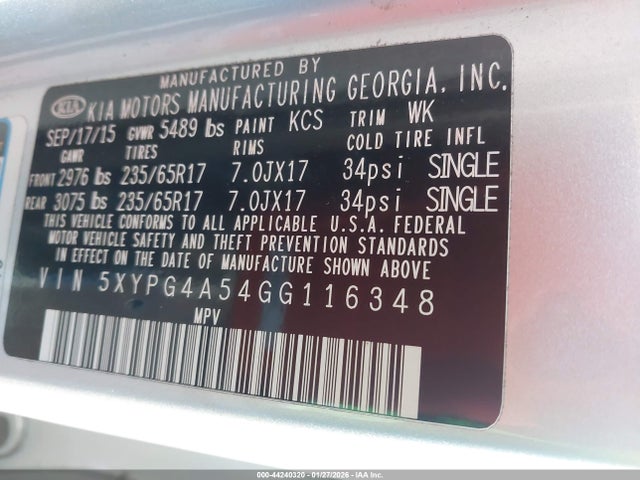 MANUFACTURED BY
KIA KIA MOTORS MANUFACTURING GEORGIA, INC.
SEP/17/15 GVWR 5489 lbs PAINT KCS TRIM WK
GAWR TIRES RIMS COLD TIRE INFL
FRONT 2976 lbs 235/65R17 7.0JX17 34psi SINGLE
REAR 3075 lbs 235/65R17 7.0JX17 34psi SINGLE
THIS VEHICLE CONFORMS TO ALL APPLICABLE U.S.A. FEDERAL
MOTOR VEHICLE SAFETY AND THEFT PREVENTION STANDARDS
IN EFFECT ON THE DATE OF MANUFACTURE SHOWN ABOVE
VIN 5XYPG4A54GG116348
MPV
000-44240320 - 01/27/2026 - IAA Inc.